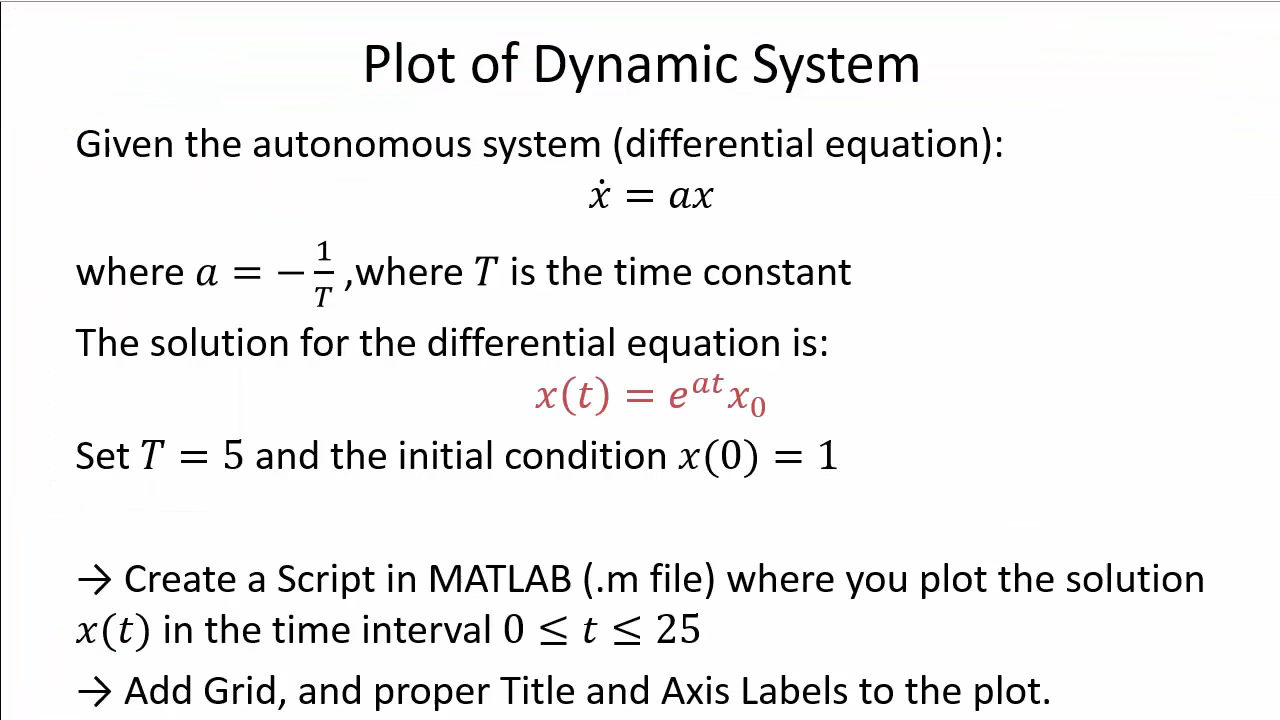 Plot of Dynamic System
Given the autonomous system (differential equation):
ẋ = ax
where a = −1/T ,where T is the time constant
The solution for the differential equation is:
x(t) = e^{at}x₀
Set T = 5 and the initial condition x(0) = 1
→ Create a Script in MATLAB (.m file) where you plot the solution
x(t) in the time interval 0 ≤ t ≤ 25
→ Add Grid, and proper Title and Axis Labels to the plot.